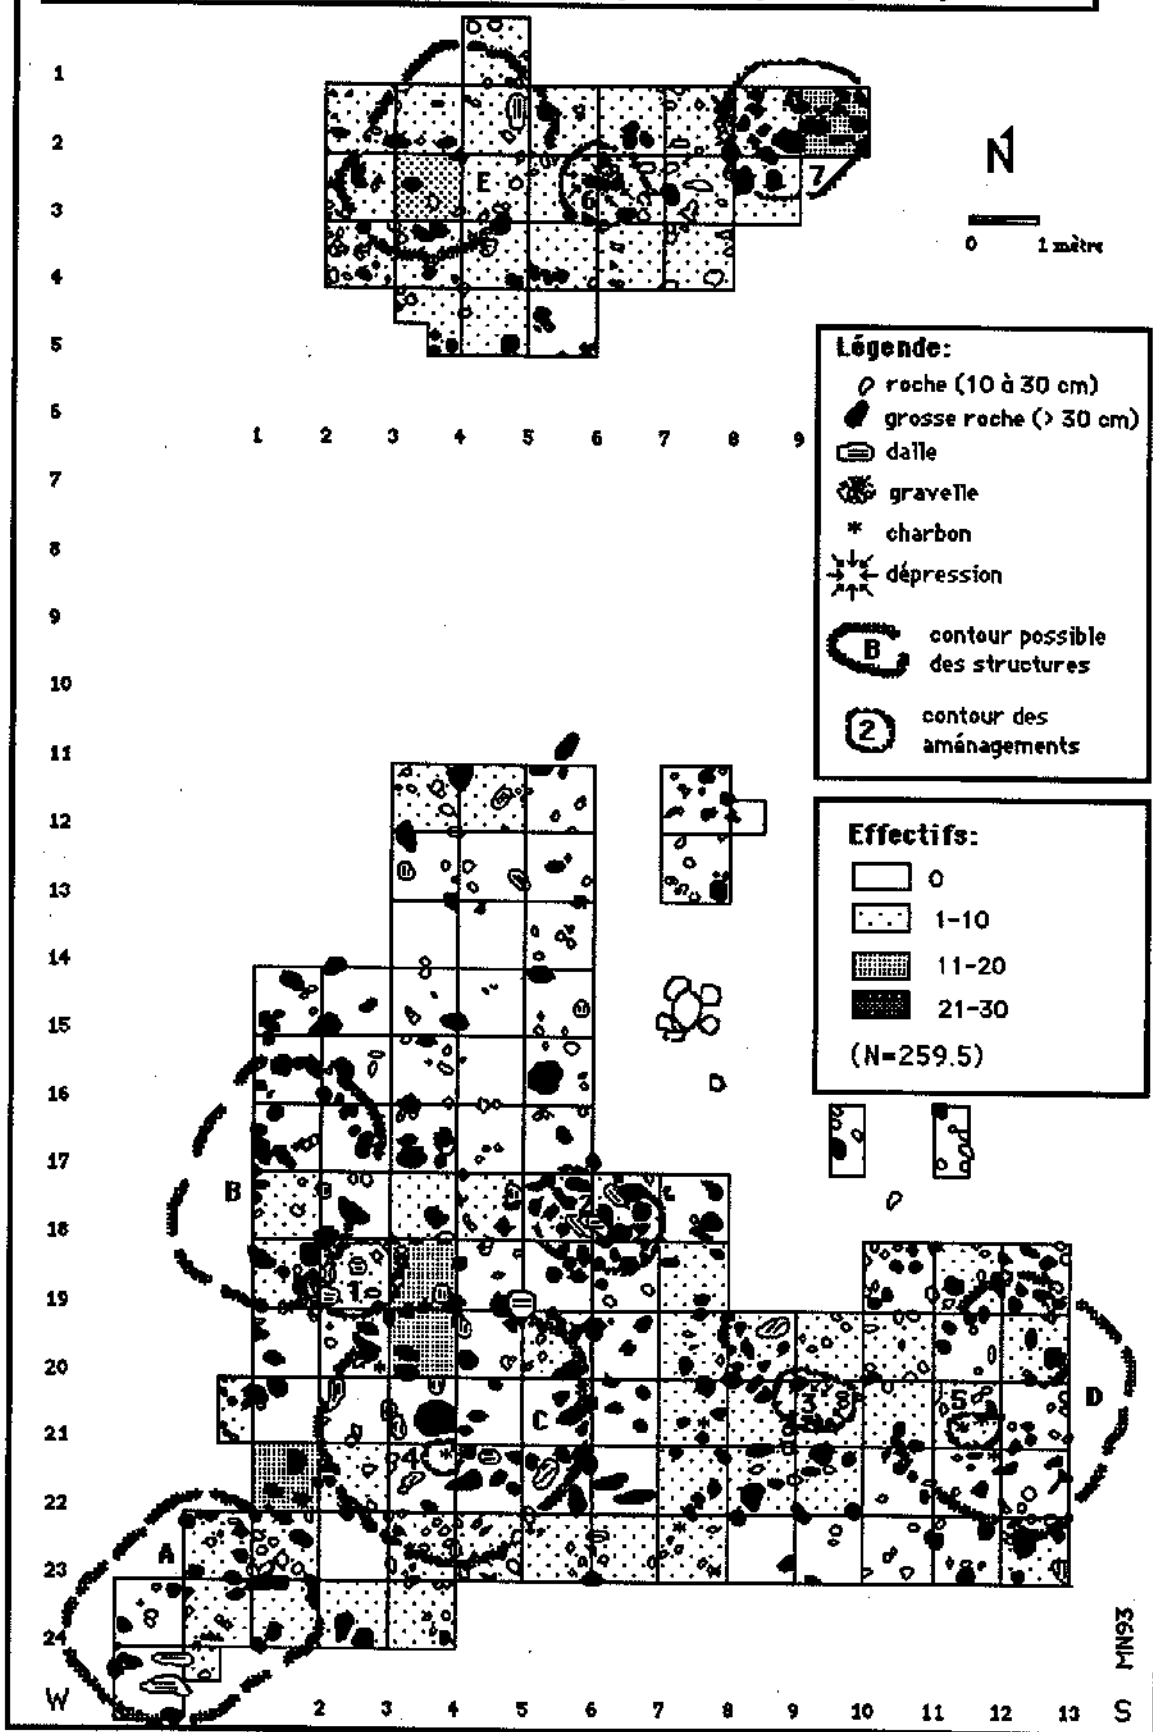 1
2
3
4
5
6
7
8
9
10
11
12
13
14
15
16
17
18
19
20
21
22
23
24
W
E
6
7
N
0 1 mètre
1 2 3 4 5 6 7 8 9
Légende:
roche (10 à 30 cm)
grosse roche (> 30 cm)
dalle
gravelle
* charbon
dépression
B contour possible
des structures
2 contour des
aménagements
Effectifs:
0
1-10
11-20
21-30
(N=259.5)
B
2
1
C
3
5
D
4
A
2 3 4 5 6 7 8 9 10 11 12 13 S
MN93